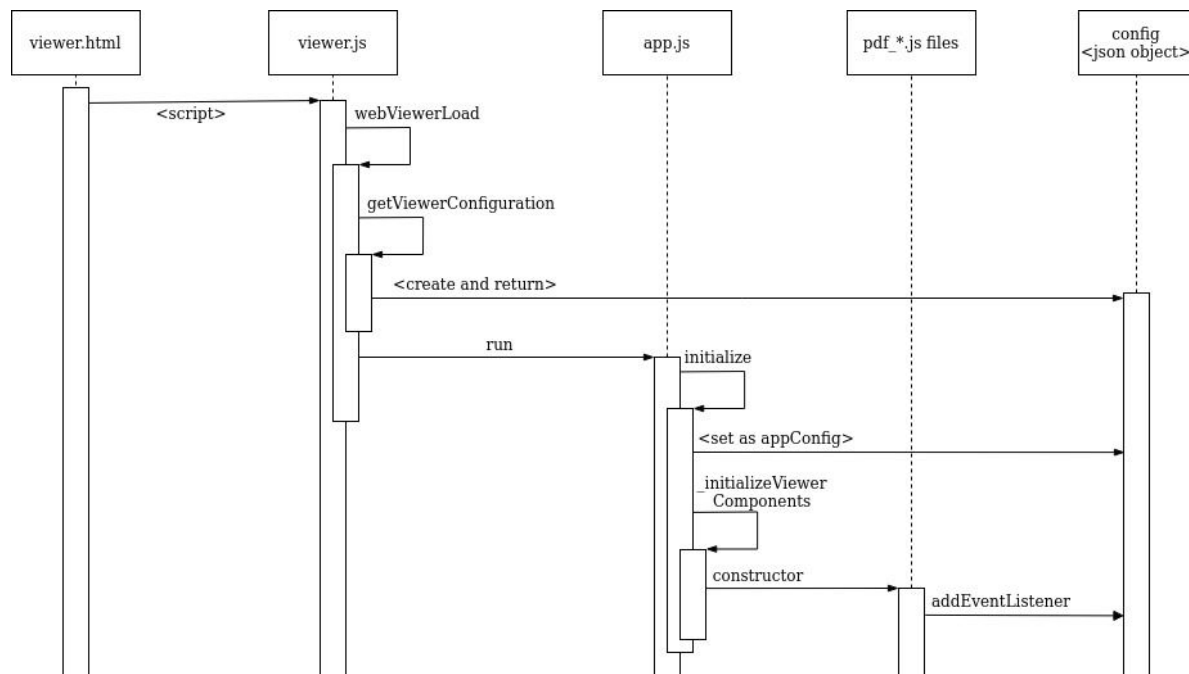 viewer.html
viewer.js
app.js
pdf_*.js files
config
<json object>
<script>
webViewerLoad
getViewerConfiguration
<create and return>
run
initialize
<set as appConfig>
_initializeViewer
Components
constructor
addEventListener